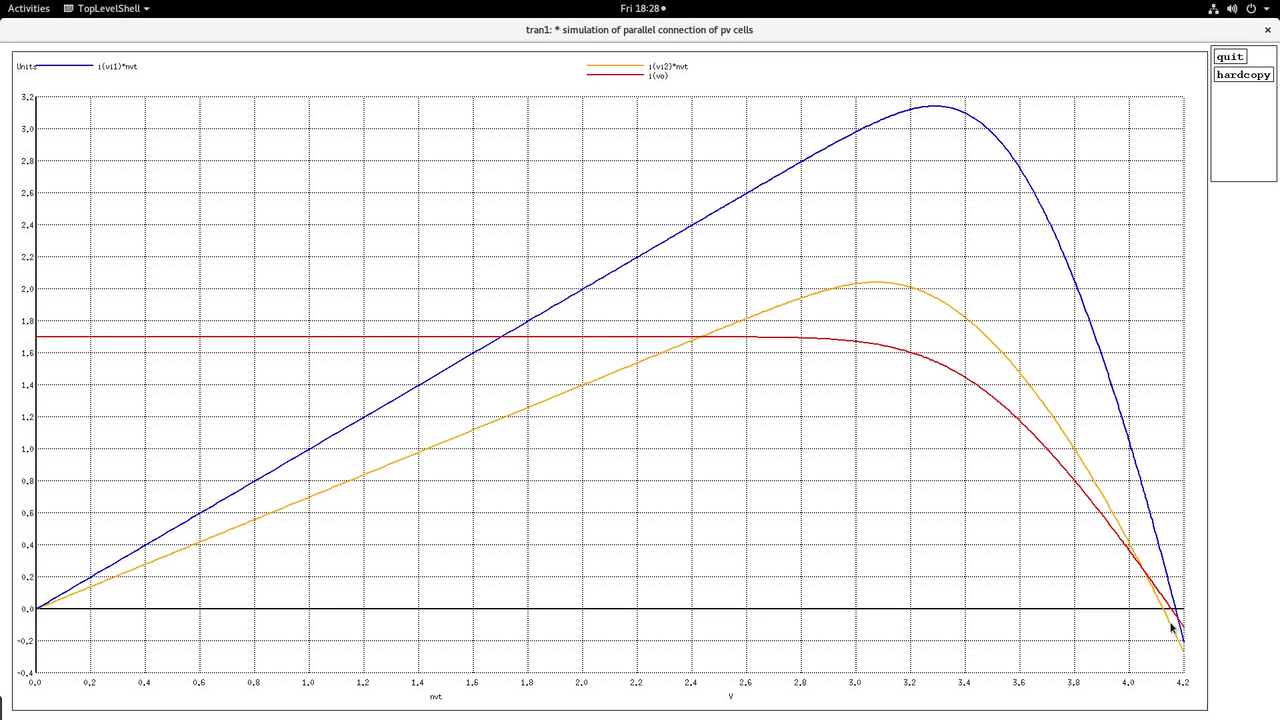 Activities TopLevelShell Fri 18:28
tran1: * simulation of parallel connection of pv cells
Units i(vi1)*nvt i(vi2)*nvt
i(vo)
quit
hardcopy
3.2
3.0
2.8
2.6
2.4
2.2
2.0
1.8
1.6
1.4
1.2
1.0
0.8
0.6
0.4
0.2
0.0
-0.2
-0.4
0.0 0.2 0.4 0.6 0.8 1.0 1.2 1.4 1.6 1.8 2.0 2.2 2.4 2.6 2.8 3.0 3.2 3.4 3.6 3.8 4.0 4.2
nvt V